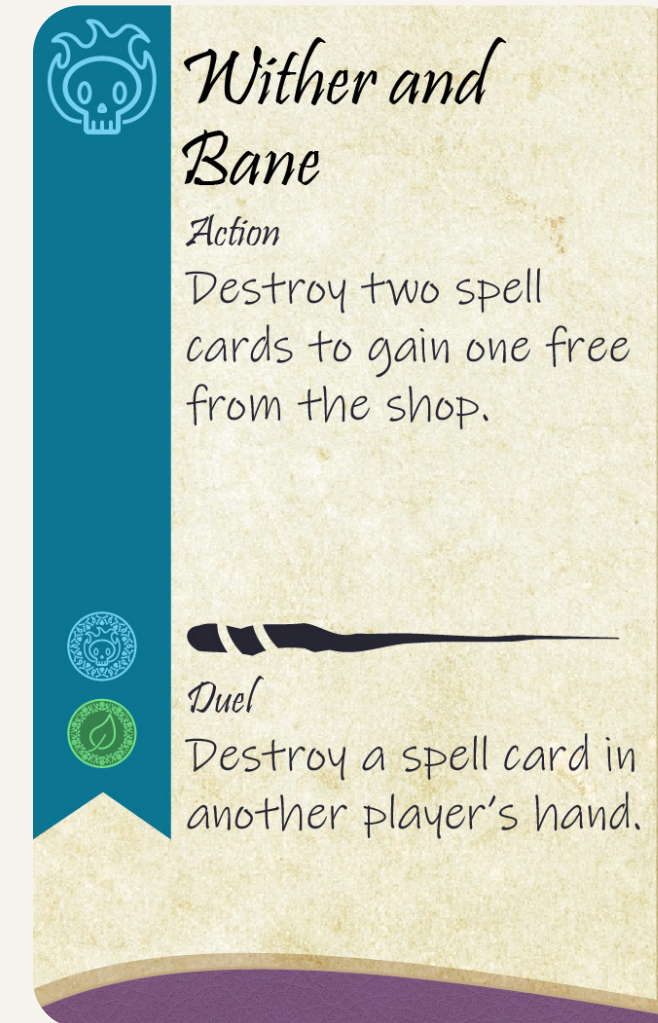 Wither and
Bane
Action
Destroy two spell
cards to gain one free
from the shop.
Duel
Destroy a spell card in
another player's hand.